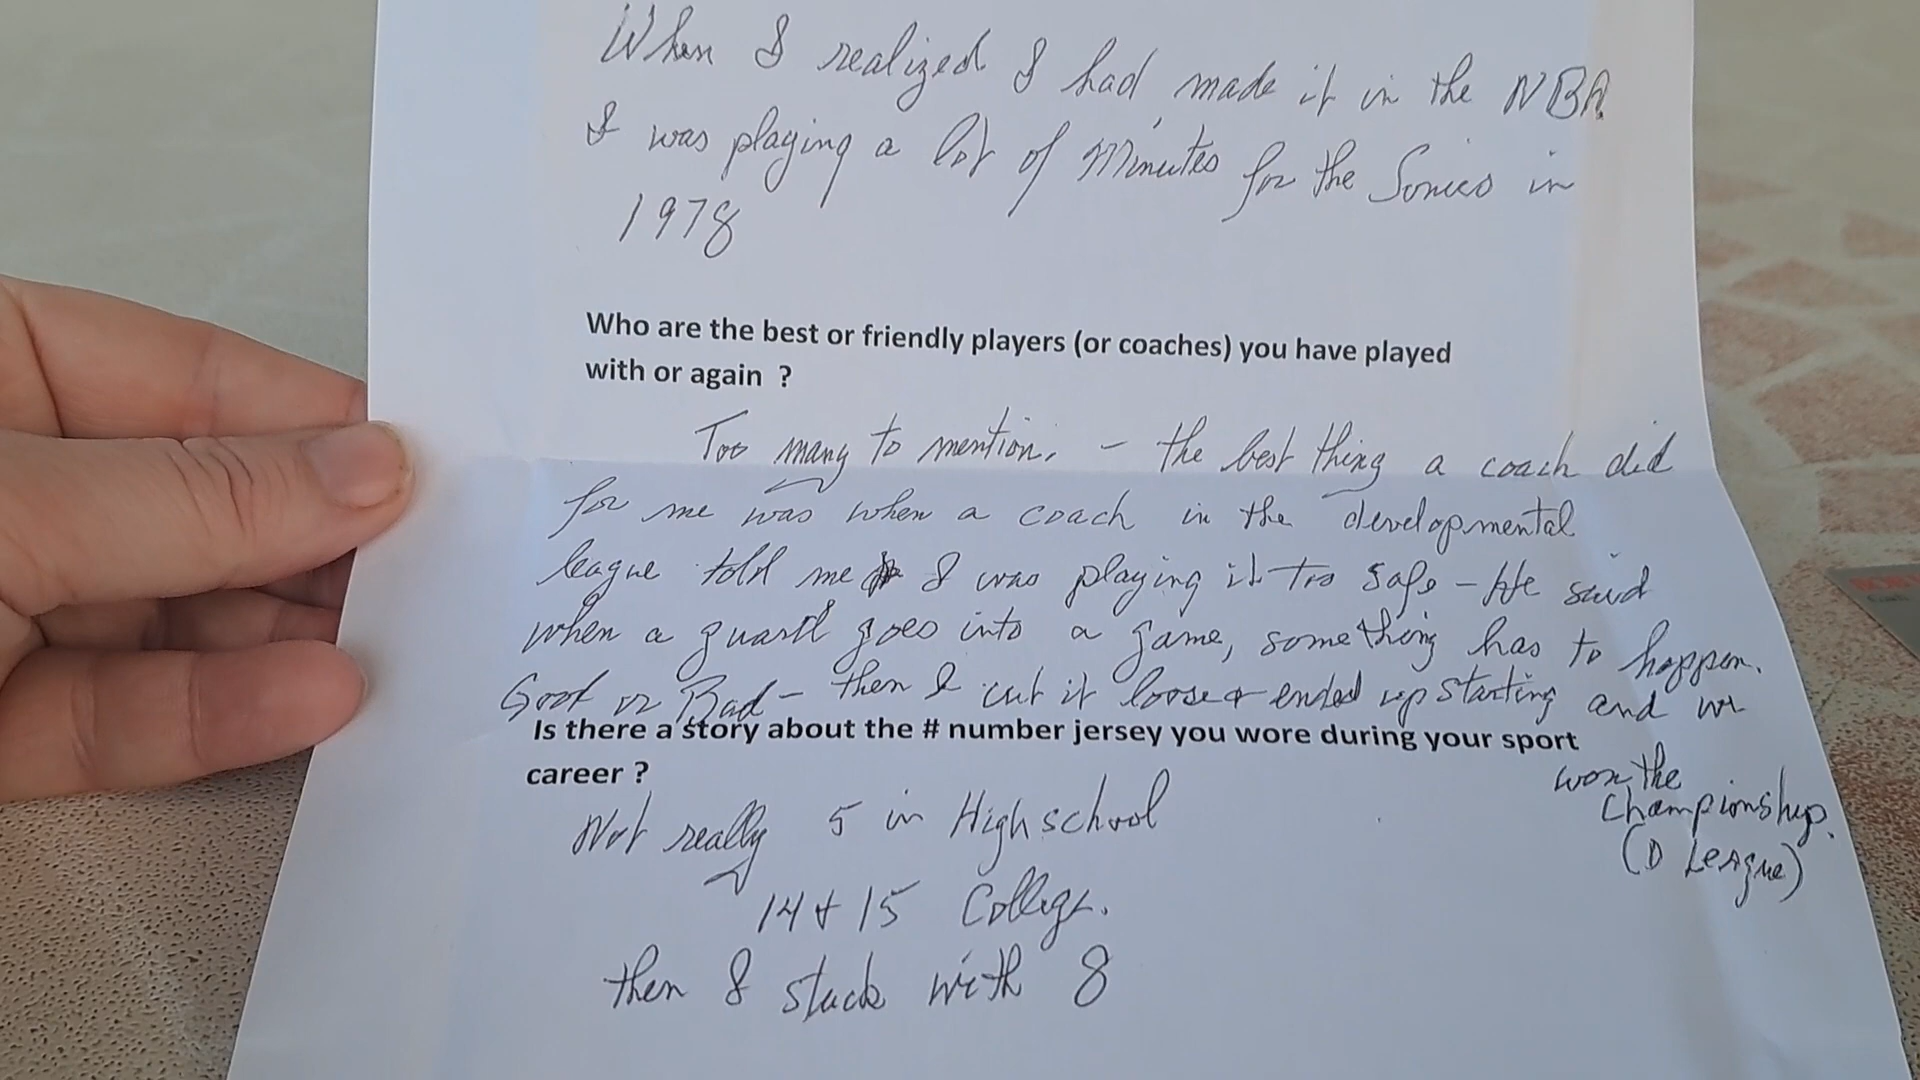 When I realized I had made it in the NBA.
I was playing a lot of Minutes for the Sonics in
1978
Who are the best or friendly players (or coaches) you have played
with or again ?
Too many to mention. – the best thing a coach did
for me was when a coach in the developmental
league told me I was playing it too safe – He said
when a guard goes into a game, something has to happen.
Good or Bad – then I cut it loose & ended up starting and we
won the
Championship.
(D League)
Is there a story about the # number jersey you wore during your sport
career ?
Not really 5 in High school
14 & 15 College.
then I stuck with 8